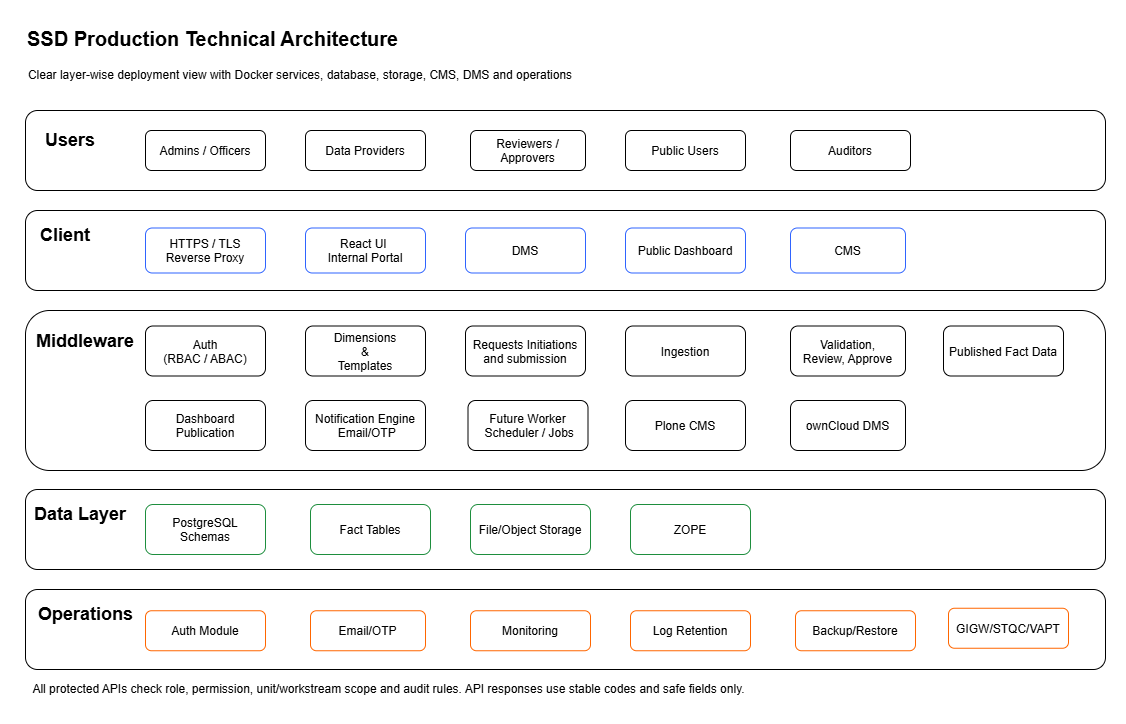 SSD Production Technical Architecture
Clear layer-wise deployment view with Docker services, database, storage, CMS, DMS and operations
Users
Admins / Officers
Data Providers
Reviewers /
Approvers
Public Users
Auditors
Client
HTTPS / TLS
Reverse Proxy
React UI
Internal Portal
DMS
Public Dashboard
CMS
Middleware
Auth
(RBAC / ABAC)
Dimensions
&
Templates
Requests Initiations
and submission
Ingestion
Validation,
Review, Approve
Published Fact Data
Dashboard
Publication
Notification Engine
Email/OTP
Future Worker
Scheduler / Jobs
Plone CMS
ownCloud DMS
Data Layer
PostgreSQL
Schemas
Fact Tables
File/Object Storage
ZOPE
Operations
Auth Module
Email/OTP
Monitoring
Log Retention
Backup/Restore
GIGW/STQC/VAPT
All protected APIs check role, permission, unit/workstream scope and audit rules. API responses use stable codes and safe fields only.